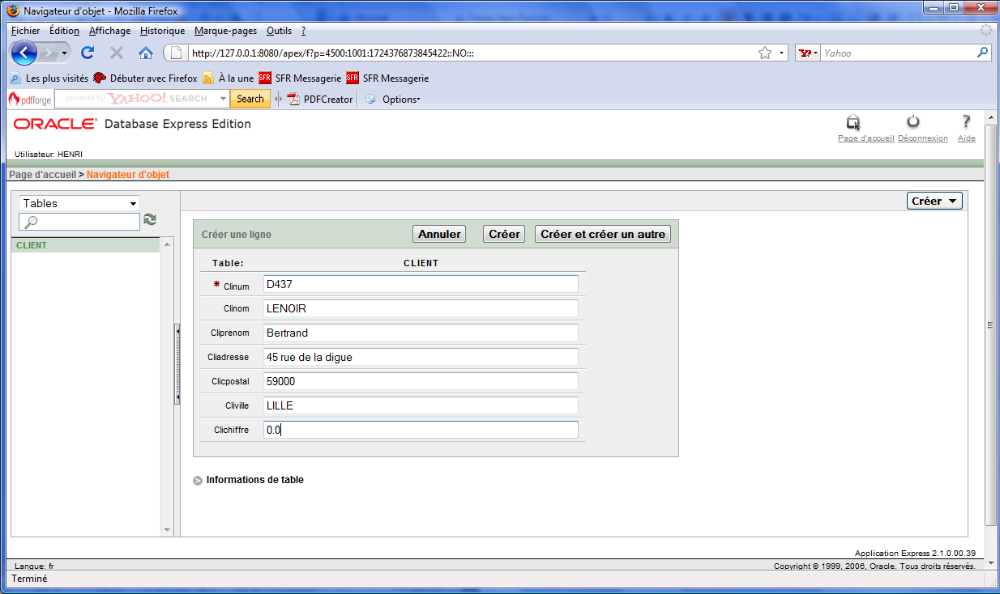 Navigateur d'objet - Mozilla Firefox
Fichier Édition Affichage Historique Marque-pages Outils ?
http://127.0.0.1:8080/apex/f?p=4500:1001:1724376873845422::NO::: Yahoo
Les plus visités Débuter avec Firefox À la une SFR SFR Messagerie SFR SFR Messagerie
pdfforge powered by YAHOO! SEARCH Search PDFCreator Options
ORACLE Database Express Edition
Page d'accueil Déconnexion ? Aide
Utilisateur: HENRI
Page d'accueil > Navigateur d'objet
Tables
Créer
CLIENT
Créer une ligne Annuler Créer Créer et créer un autre
Table: CLIENT
* Clinum D437
Clinom LENOIR
Cliprenom Bertrand
Cliadresse 45 rue de la digue
Clicpostal 59000
Cliville LILLE
Clichiffre 0.0
Informations de table
Application Express 2.1.0.00.39
Langue: fr Copyright © 1999, 2006, Oracle. Tous droits réservés.
Terminé